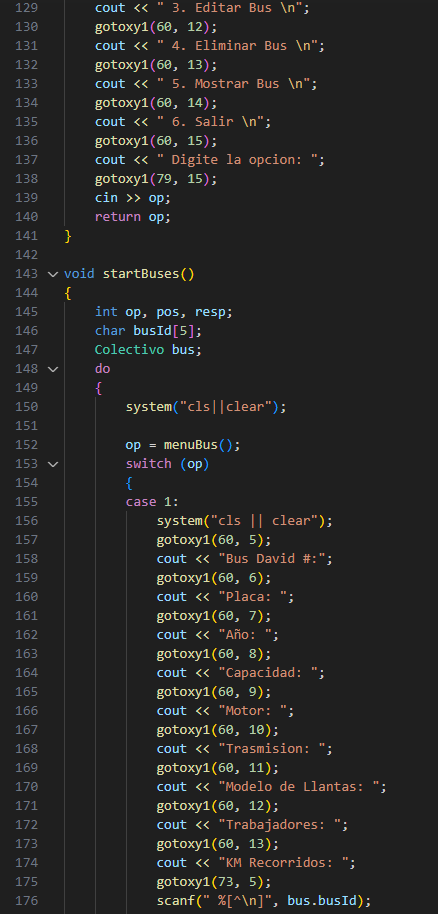 129 cout << " 3. Editar Bus \n";
130 gotoxy1(60, 12);
131 cout << " 4. Eliminar Bus \n";
132 gotoxy1(60, 13);
133 cout << " 5. Mostrar Bus \n";
134 gotoxy1(60, 14);
135 cout << " 6. Salir \n";
136 gotoxy1(60, 15);
137 cout << " Digite la opcion: ";
138 gotoxy1(79, 15);
139 cin >> op;
140 return op;
141 }
142
143 void startBuses()
144 {
145 int op, pos, resp;
146 char busId[5];
147 Colectivo bus;
148 do
149 {
150 system("cls||clear");
151
152 op = menuBus();
153 switch (op)
154 {
155 case 1:
156 system("cls || clear");
157 gotoxy1(60, 5);
158 cout << "Bus David #:";
159 gotoxy1(60, 6);
160 cout << "Placa: ";
161 gotoxy1(60, 7);
162 cout << "Año: ";
163 gotoxy1(60, 8);
164 cout << "Capacidad: ";
165 gotoxy1(60, 9);
166 cout << "Motor: ";
167 gotoxy1(60, 10);
168 cout << "Trasmision: ";
169 gotoxy1(60, 11);
170 cout << "Modelo de Llantas: ";
171 gotoxy1(60, 12);
172 cout << "Trabajadores: ";
173 gotoxy1(60, 13);
174 cout << "KM Recorridos: ";
175 gotoxy1(73, 5);
176 scanf(" %[^\n]", bus.busId);